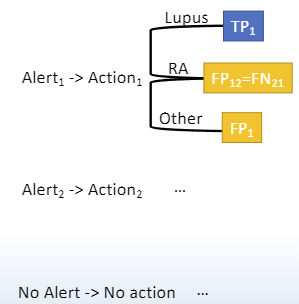 Lupus
TP₁
Alert₁ -> Action₁
RA
FP₁₂=FN₂₁
Other
FP₁
Alert₂ -> Action₂ ...
No Alert -> No action ...